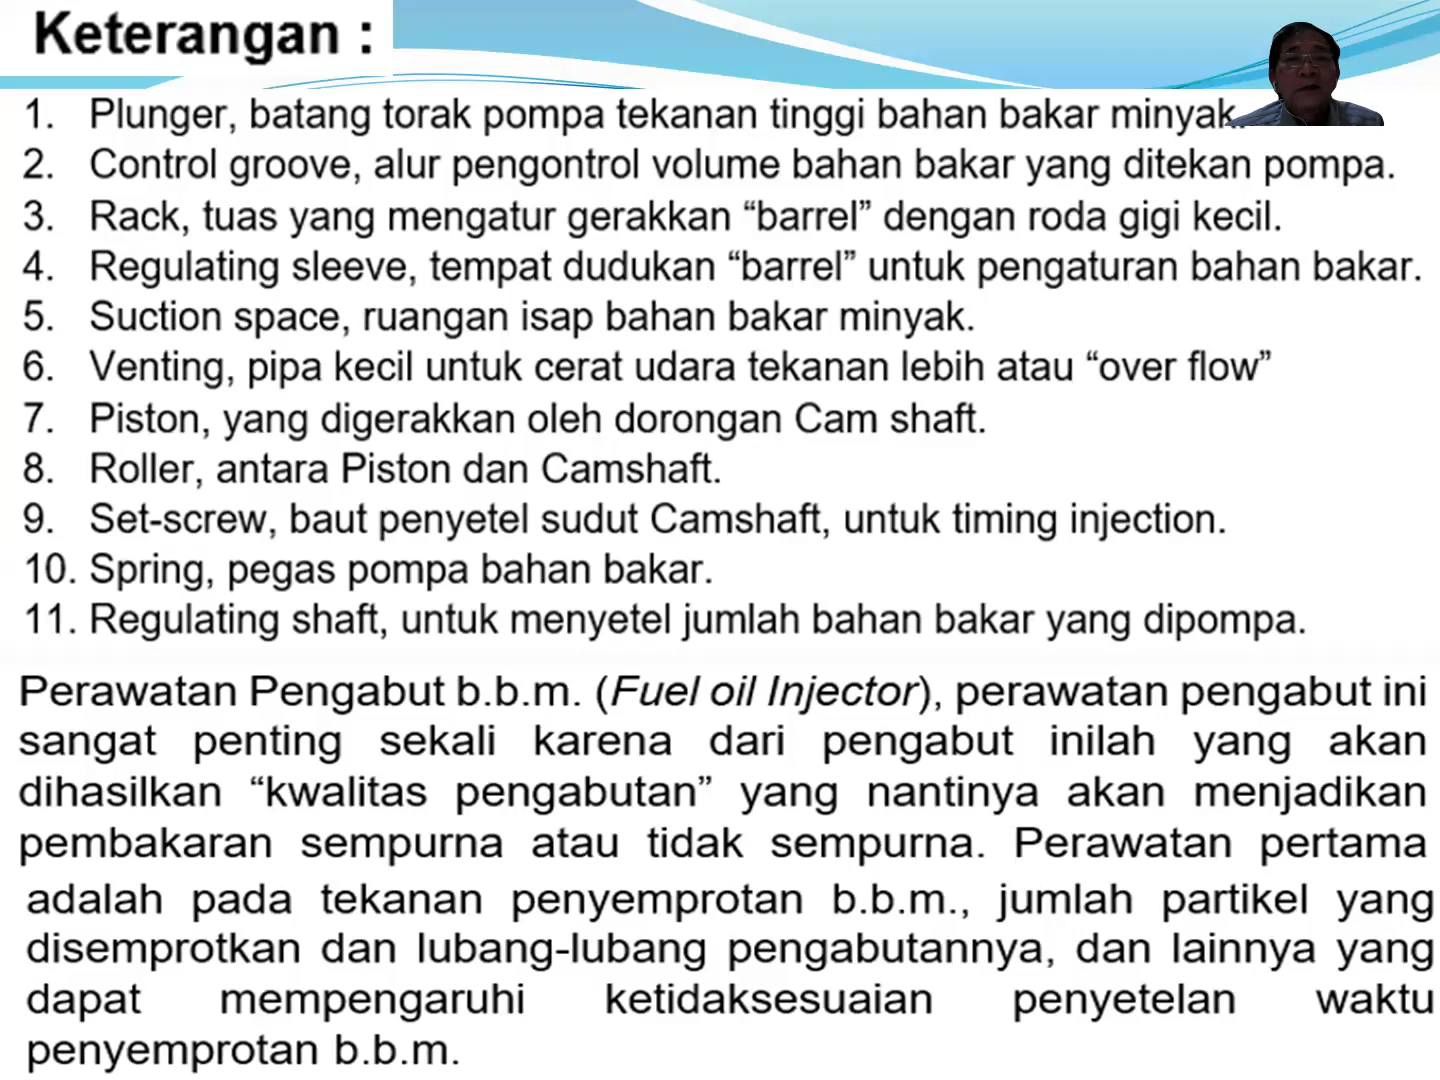 Keterangan :
1. Plunger, batang torak pompa tekanan tinggi bahan bakar minyak.
2. Control groove, alur pengontrol volume bahan bakar yang ditekan pompa.
3. Rack, tuas yang mengatur gerakkan “barrel” dengan roda gigi kecil.
4. Regulating sleeve, tempat dudukan “barrel” untuk pengaturan bahan bakar.
5. Suction space, ruangan isap bahan bakar minyak.
6. Venting, pipa kecil untuk cerat udara tekanan lebih atau “over flow”
7. Piston, yang digerakkan oleh dorongan Cam shaft.
8. Roller, antara Piston dan Camshaft.
9. Set-screw, baut penyetel sudut Camshaft, untuk timing injection.
10. Spring, pegas pompa bahan bakar.
11. Regulating shaft, untuk menyetel jumlah bahan bakar yang dipompa.
Perawatan Pengabut b.b.m. (Fuel oil Injector), perawatan pengabut ini
sangat penting sekali karena dari pengabut inilah yang akan
dihasilkan “kwalitas pengabutan” yang nantinya akan menjadikan
pembakaran sempurna atau tidak sempurna. Perawatan pertama
adalah pada tekanan penyemprotan b.b.m., jumlah partikel yang
disemprotkan dan lubang-lubang pengabutannya, dan lainnya yang
dapat mempengaruhi ketidaksesuaian penyetelan waktu
penyemprotan b.b.m.